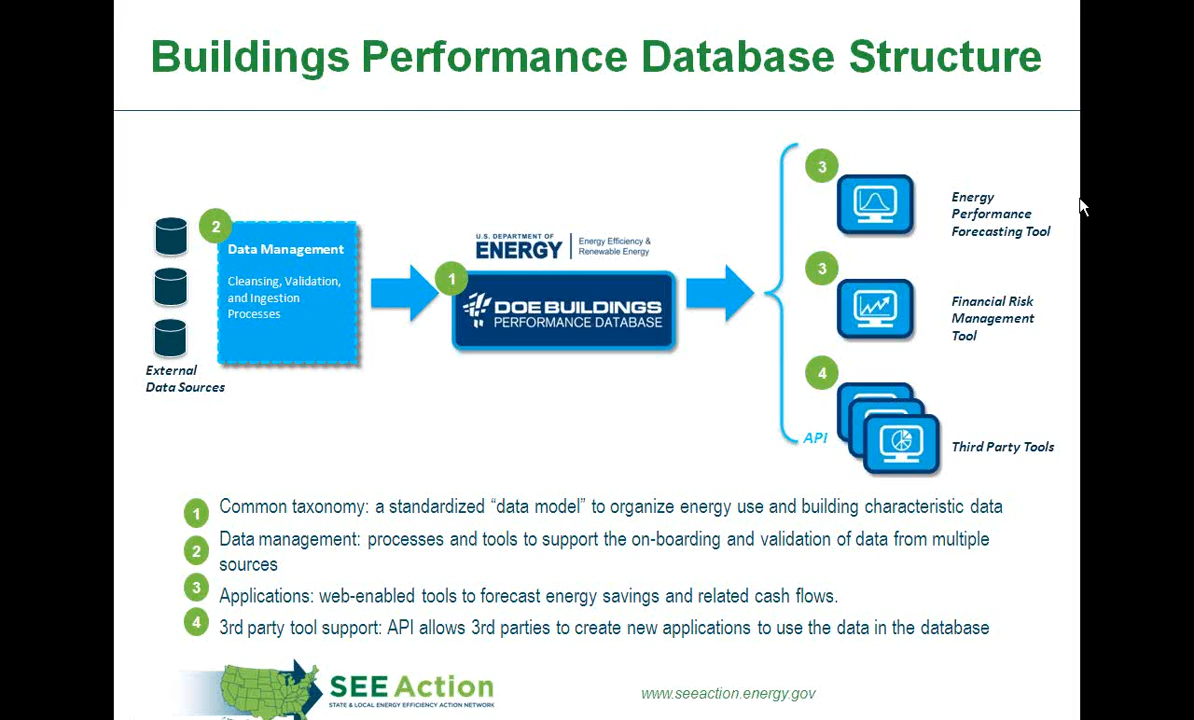 Buildings Performance Database Structure
2
Data Management
Cleansing, Validation,
and Ingestion
Processes
External
Data Sources
U.S. DEPARTMENT OF
ENERGY
Energy Efficiency &
Renewable Energy
1
DOE BUILDINGS
PERFORMANCE DATABASE
3
Energy
Performance
Forecasting Tool
3
Financial Risk
Management
Tool
4
API
Third Party Tools
1 Common taxonomy: a standardized “data model” to organize energy use and building characteristic data
2 Data management: processes and tools to support the on-boarding and validation of data from multiple
sources
3 Applications: web-enabled tools to forecast energy savings and related cash flows.
4 3rd party tool support: API allows 3rd parties to create new applications to use the data in the database
SEE Action
STATE & LOCAL ENERGY EFFICIENCY ACTION NETWORK
www.seeaction.energy.gov